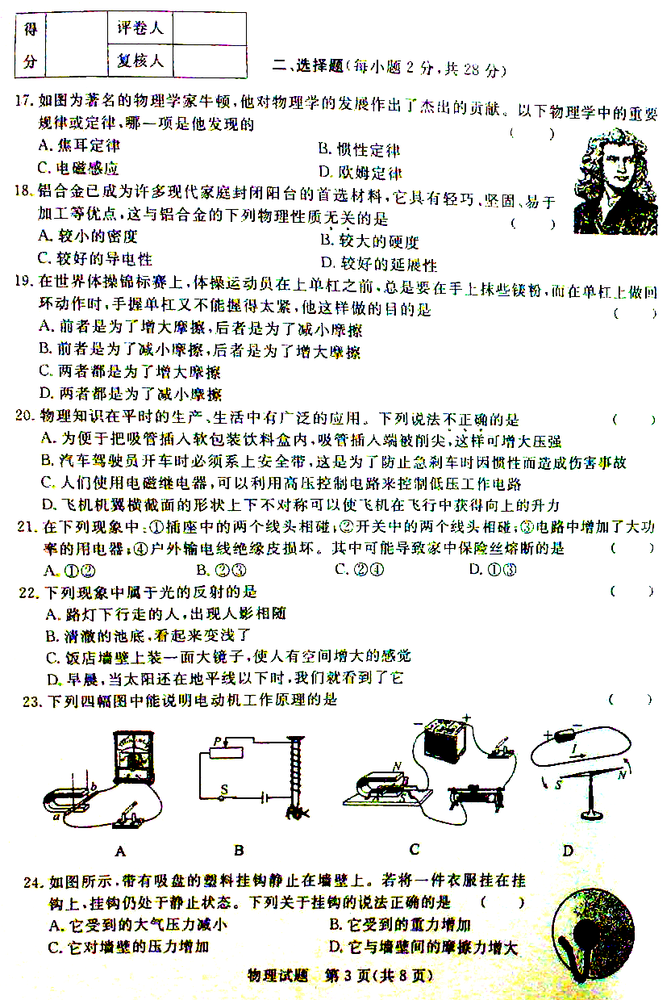 得 评卷人
分 复核人
二、选择题(每小题2分,共28分)
17. 如图为著名的物理学家牛顿,他对物理学的发展作出了杰出的贡献。以下物理学中的重要
规律或定律,哪一项是他发现的 ( )
A. 焦耳定律 B. 惯性定律
C. 电磁感应 D. 欧姆定律
18. 铝合金已成为许多现代家庭封闭阳台的首选材料,它具有轻巧、坚固、易于
加工等优点,这与铝合金的下列物理性质无关的是 ( )
A. 较小的密度 B. 较大的硬度
C. 较好的导电性 D. 较好的延展性
19. 在世界体操锦标赛上,体操运动员在上单杠之前,总是要在手上抹些镁粉,而在单杠上做回
环动作时,手握单杠又不能握得太紧,他这样做的目的是 ( )
A. 前者是为了增大摩擦,后者是为了减小摩擦
B. 前者是为了减小摩擦,后者是为了增大摩擦
C. 两者都是为了增大摩擦
D. 两者都是为了减小摩擦
20. 物理知识在平时的生产、生活中有广泛的应用。下列说法不正确的是 ( )
A. 为便于把吸管插入软包装饮料盒内,吸管插入端被削尖,这样可增大压强
B. 汽车驾驶员开车时必须系上安全带,这是为了防止急刹车时因惯性而造成伤害事故
C. 人们使用电磁继电器,可以利用高压控制电路来控制低压工作电路
D. 飞机机翼横截面的形状上下不对称可以使飞机在飞行中获得向上的升力
21. 在下列现象中:①插座中的两个线头相碰;②开关中的两个线头相碰;③电路中增加了大功
率的用电器;④户外输电线绝缘皮损坏。其中可能导致家中保险丝熔断的是 ( )
A. ①② B. ②③ C. ②④ D. ①③
22. 下列现象中属于光的反射的是 ( )
A. 路灯下行走的人,出现人影相随
B. 清澈的池底,看起来变浅了
C. 饭店墙壁上装一面大镜子,使人有空间增大的感觉
D. 早晨,当太阳还在地平线以下时,我们就看到了它
23. 下列四幅图中能说明电动机工作原理的是 ( )
a b
P S
N S − +
+ − I S N
A B C D
24. 如图所示,带有吸盘的塑料挂钩静止在墙壁上。若将一件衣服挂在挂
钩上,挂钩仍处于静止状态。下列关于挂钩的说法正确的是 ( )
A. 它受到的大气压力减小 B. 它受到的重力增加
C. 它对墙壁的压力增加 D. 它与墙壁间的摩擦力增大
物理试题 第3页(共8页)